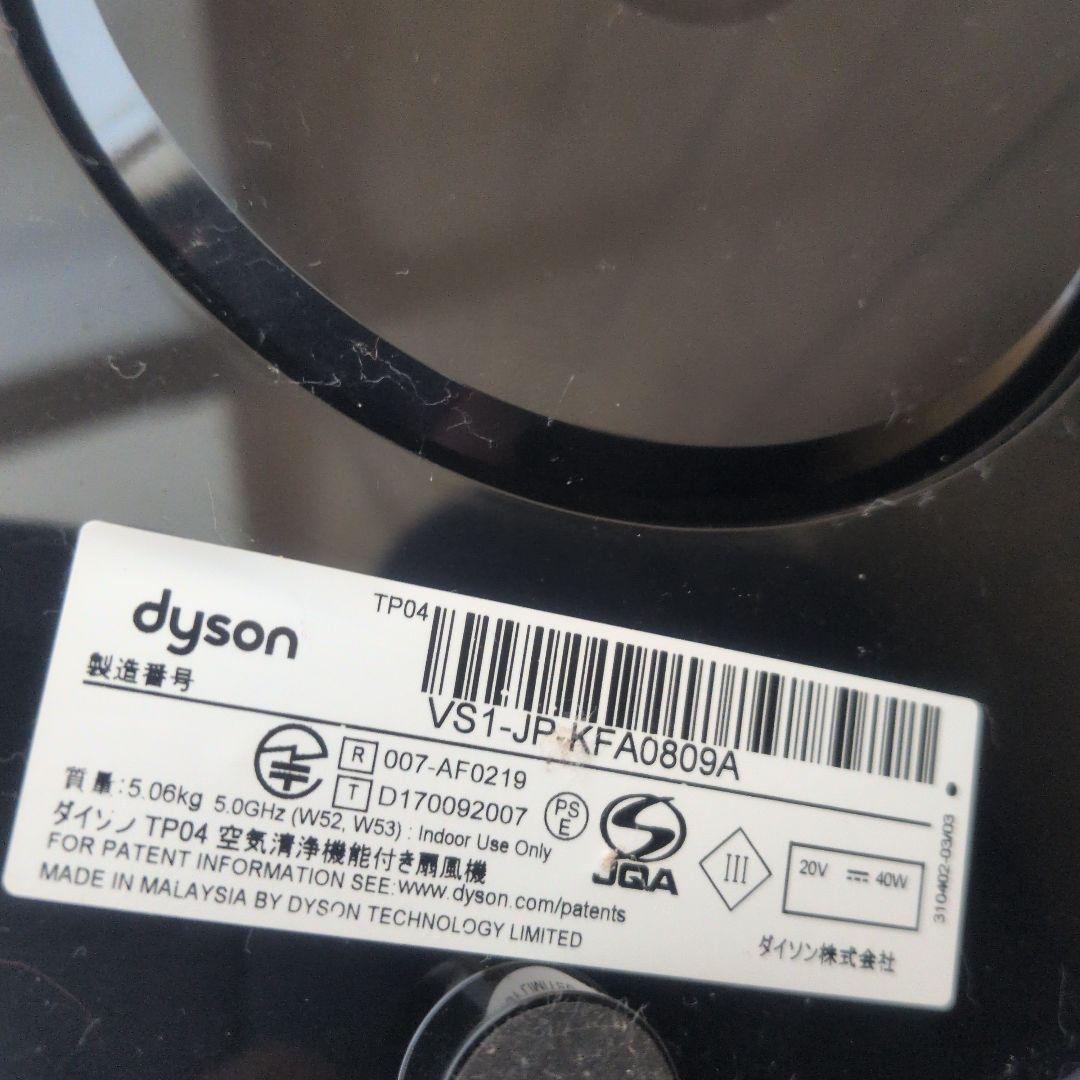 dyson
TP04
製造番号
VS1-JP-KFA0809A
R 007-AF0219
T D170092007
PS E
JQA
III
20V ⎓ 40W
質量:5.06kg 5.0GHz (W52, W53) : Indoor Use Only
ダイソン TP04 空気清浄機能付き扇風機
FOR PATENT INFORMATION SEE:www.dyson.com/patents
MADE IN MALAYSIA BY DYSON TECHNOLOGY LIMITED
ダイソン株式会社
310402-03/03